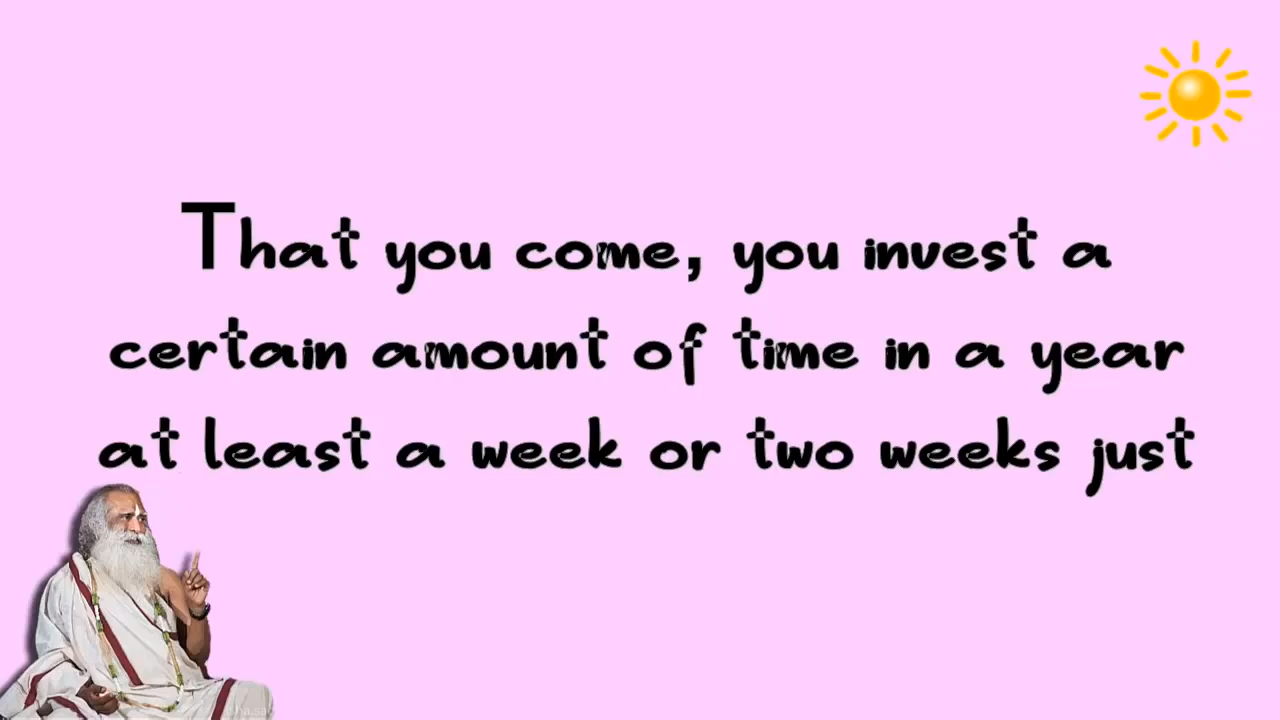 That you come, you invest a
certain amount of time in a year
at least a week or two weeks just